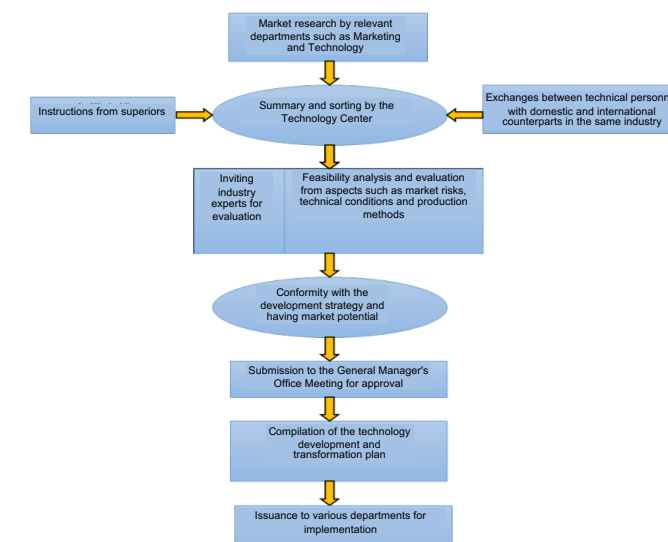 Market research by relevant
departments such as Marketing
and Technology
Instructions from superiors
Summary and sorting by the
Technology Center
Exchanges between technical
with domestic and international
counterparts in the same industry
Inviting
industry
experts for
evaluation
Feasibility analysis and evaluation
from aspects such as market risks,
technical conditions and production
methods
Conformity with the
development strategy and
having market potential
Submission to the General Manager's
Office Meeting for approval
Compilation of the technology
development and
transformation plan
Issuance to various departments for
implementation